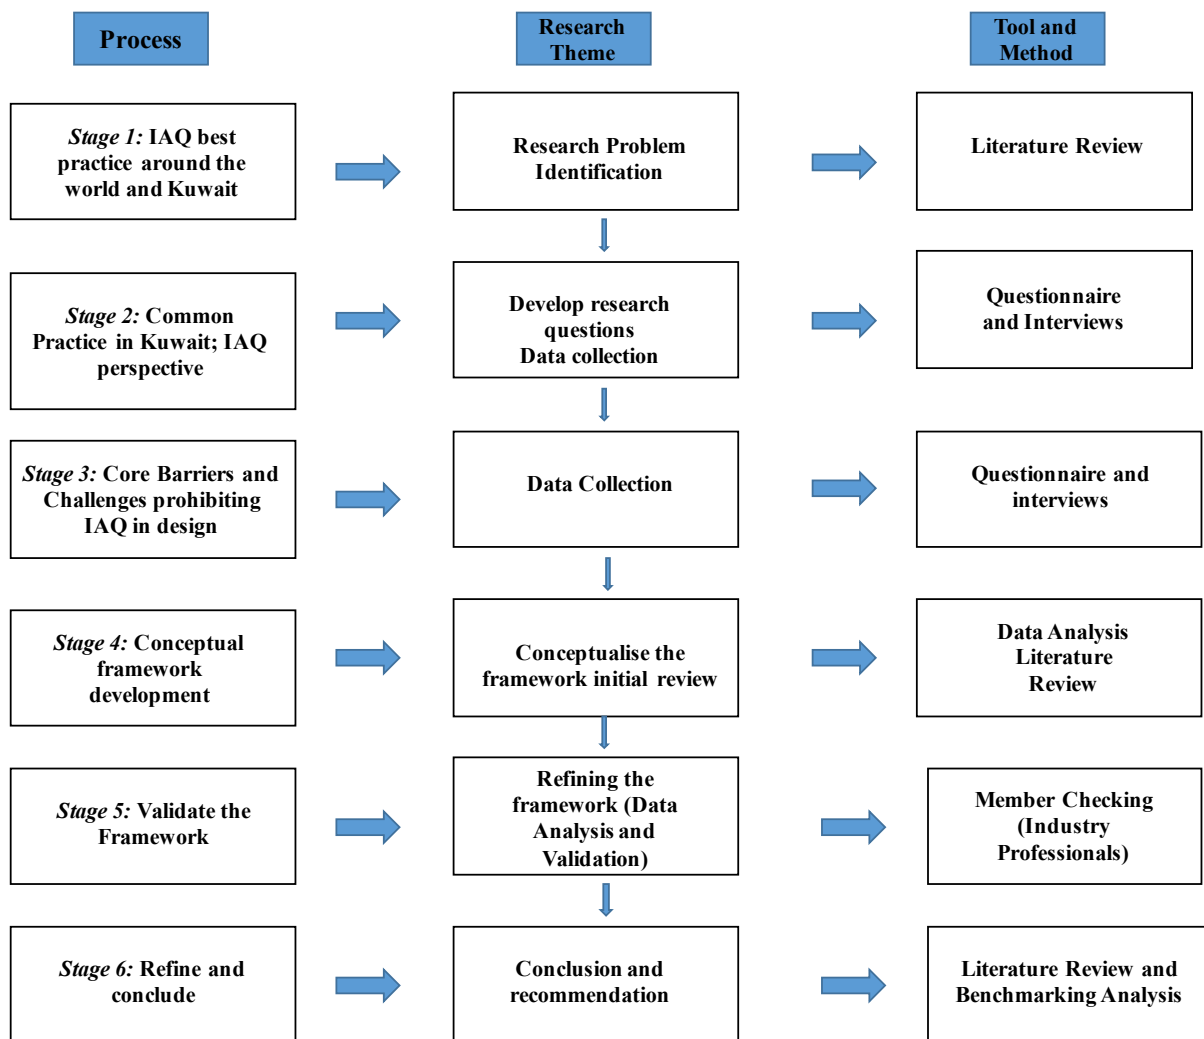 Process
Research
Theme
Tool and
Method
Stage 1: IAQ best
practice around the
world and Kuwait
Research Problem
Identification
Literature Review
Stage 2: Common
Practice in Kuwait; IAQ
perspective
Develop research
questions
Data collection
Questionnaire
and Interviews
Stage 3: Core Barriers and
Challenges prohibiting
IAQ in design
Data Collection
Questionnaire and
interviews
Stage 4: Conceptual
framework
development
Conceptualise the
framework initial review
Data Analysis
Literature
Review
Stage 5: Validate the
Framework
Refining the
framework (Data
Analysis and
Validation)
Member Checking
(Industry
Professionals)
Stage 6: Refine and
conclude
Conclusion and
recommendation
Literature Review and
Benchmarking Analysis